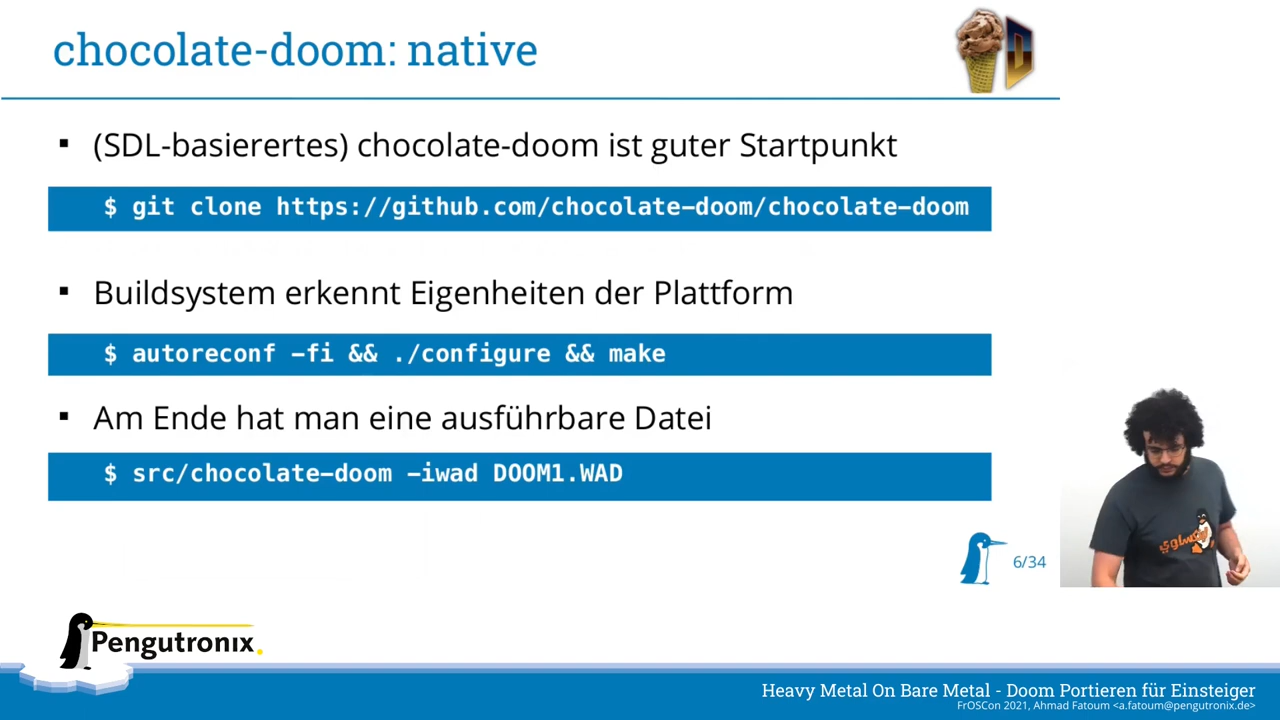 chocolate-doom: native
(SDL-basierertes) chocolate-doom ist guter Startpunkt
$ git clone https://github.com/chocolate-doom/chocolate-doom
Buildsystem erkennt Eigenheiten der Plattform
$ autoreconf -fi && ./configure && make
Am Ende hat man eine ausführbare Datei
$ src/chocolate-doom -iwad DOOM1.WAD
6/34
Pengutronix
Heavy Metal On Bare Metal - Doom Portieren für Einsteiger
FrOSCon 2021, Ahmad Fatoum <a.fatoum@pengutronix.de>